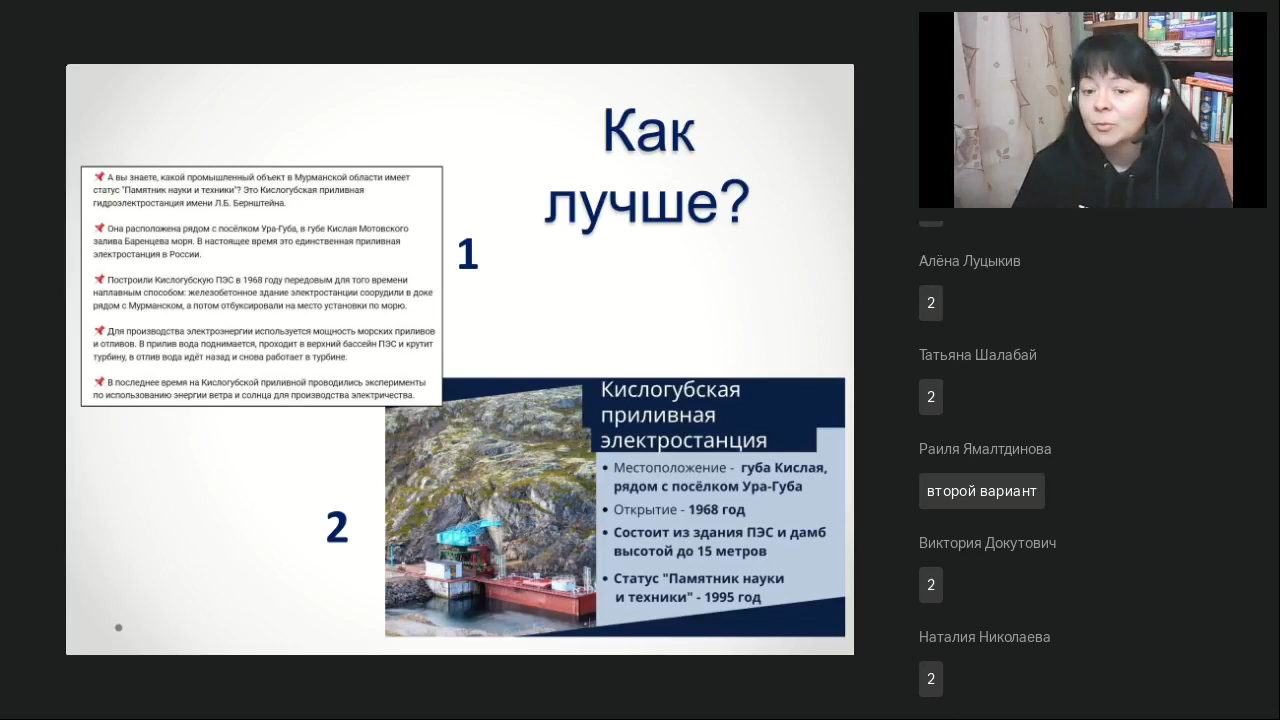 Как
лучше?
📌 А вы знаете, какой промышленный объект в Мурманской области имеет
статус "Памятник науки и техники"? Это Кислогубская приливная
гидроэлектростанция имени Л.Б. Бернштейна.
📌 Она расположена рядом с посёлком Ура-Губа, в губе Кислая Мотовского
залива Баренцева моря. В настоящее время это единственная приливная
электростанция в России.
📌 Построили Кислогубскую ПЭС в 1968 году передовым для того времени
наплавным способом: железобетонное здание электростанции соорудили в доке
рядом с Мурманском, а потом отбуксировали на место установки по морю.
📌 Для производства электроэнергии используется мощность морских приливов
и отливов. В прилив вода поднимается, проходит в верхний бассейн ПЭС и крутит
турбину, в отлив вода идёт назад и снова работает в турбине.
📌 В последнее время на Кислогубской приливной проводились эксперименты
по использованию энергии ветра и солнца для производства электричества.
1
2
Кислогубская
приливная
электростанция
• Местоположение - губа Кислая,
рядом с посёлком Ура-Губа
• Открытие - 1968 год
• Состоит из здания ПЭС и дамб
высотой до 15 метров
• Статус "Памятник науки
и техники" - 1995 год
Алёна Луцыкив
2
Татьяна Шалабай
2
Раиля Ямалтдинова
второй вариант
Виктория Докутович
2
Наталия Николаева
2